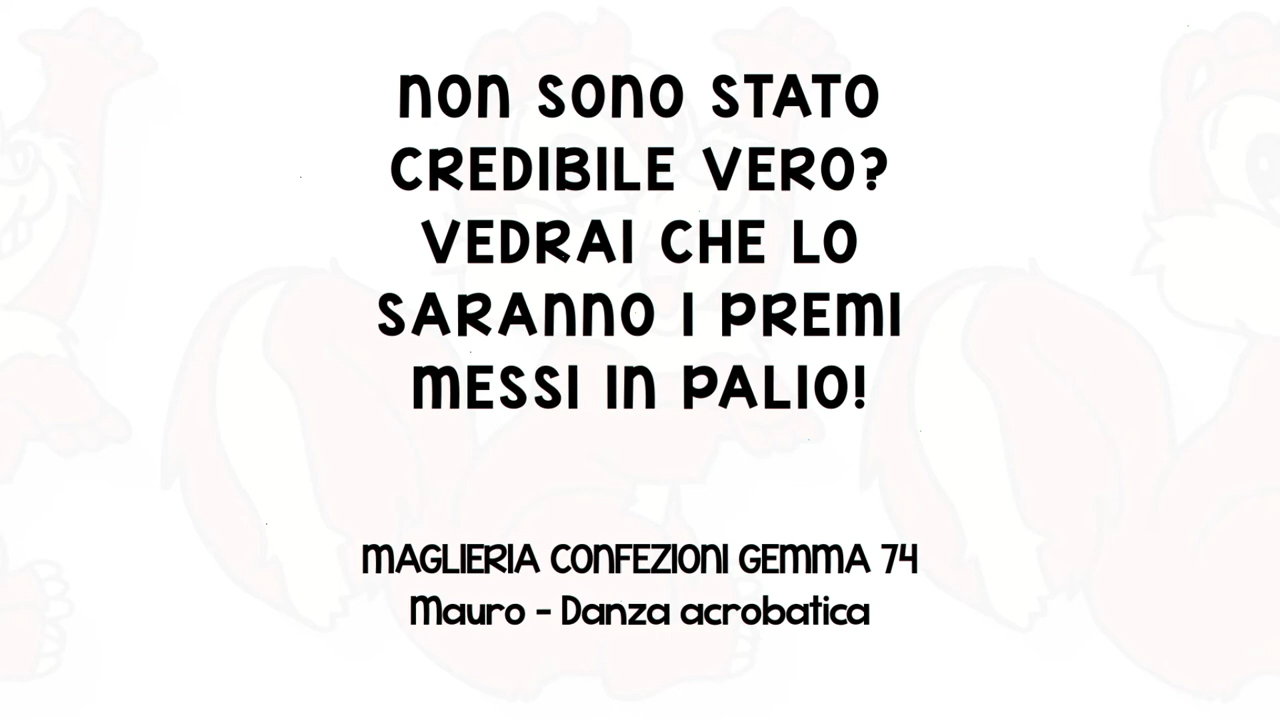 non sono STATO
CREDIBILE VERO?
VEDRAI CHE LO
SARAnno I PREmI
mESSI In PALIO!
mAGLIERIA COnFEZIOnI GEmmA 74
Mauro - Danza acrobatica